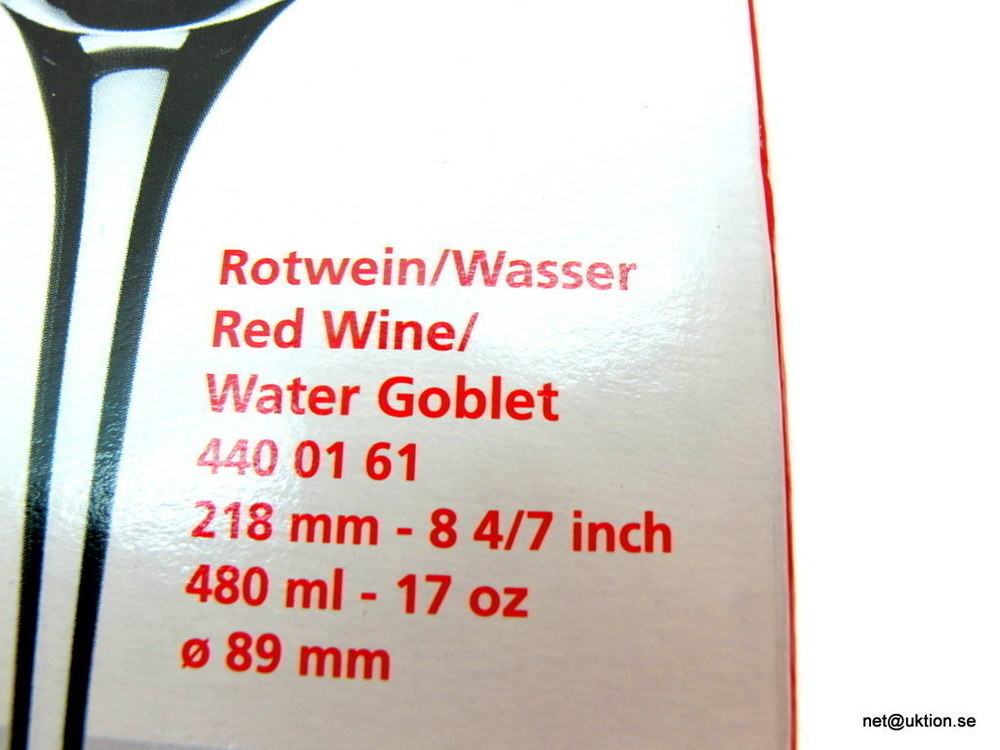 Rotwein/Wasser
Red Wine/
Water Goblet
440 01 61
218 mm - 8 4/7 inch
480 ml - 17 oz
ø 89 mm
net@uktion.se